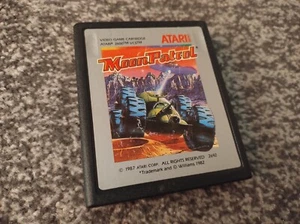 VIDEO GAME CARTRIDGE
ATARI
Moon Patrol
© 1987 ATARI CORP. ALL RIGHTS RESERVED.
*Trademark and © Williams 1982